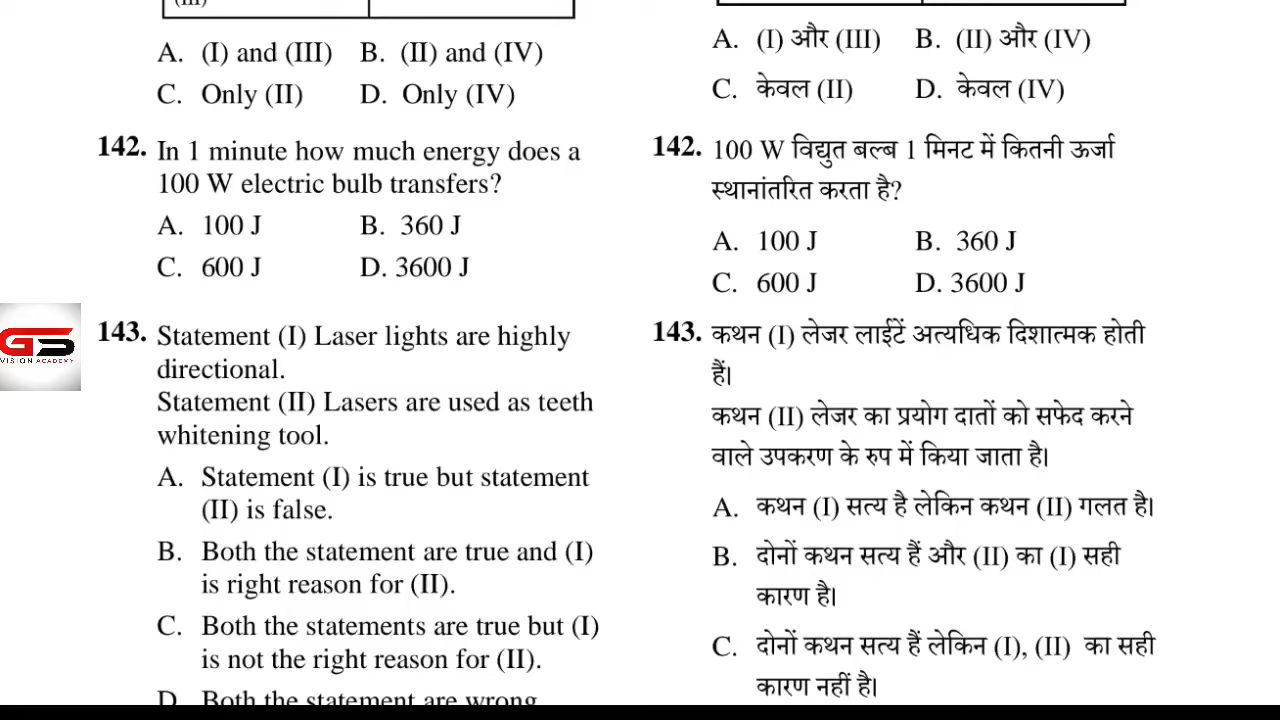 (III)
A. (I) and (III) B. (II) and (IV)
C. Only (II) D. Only (IV)
142. In 1 minute how much energy does a
100 W electric bulb transfers?
A. 100 J B. 360 J
C. 600 J D. 3600 J
143. Statement (I) Laser lights are highly
directional.
Statement (II) Lasers are used as teeth
whitening tool.
A. Statement (I) is true but statement
(II) is false.
B. Both the statement are true and (I)
is right reason for (II).
C. Both the statements are true but (I)
is not the right reason for (II).
D. Both the statement are wrong
A. (I) और (III) B. (II) और (IV)
C. केवल (II) D. केवल (IV)
142. 100 W विद्युत बल्ब 1 मिनट में कितनी ऊर्जा
स्थानांतरित करता है?
A. 100 J B. 360 J
C. 600 J D. 3600 J
143. कथन (I) लेजर लाईटें अत्यधिक दिशात्मक होती
हैं।
कथन (II) लेजर का प्रयोग दातों को सफेद करने
वाले उपकरण के रुप में किया जाता है।
A. कथन (I) सत्य है लेकिन कथन (II) गलत है।
B. दोनों कथन सत्य हैं और (II) का (I) सही
कारण है।
C. दोनों कथन सत्य हैं लेकिन (I), (II) का सही
कारण नहीं है।
GS
VISION ACADEMY